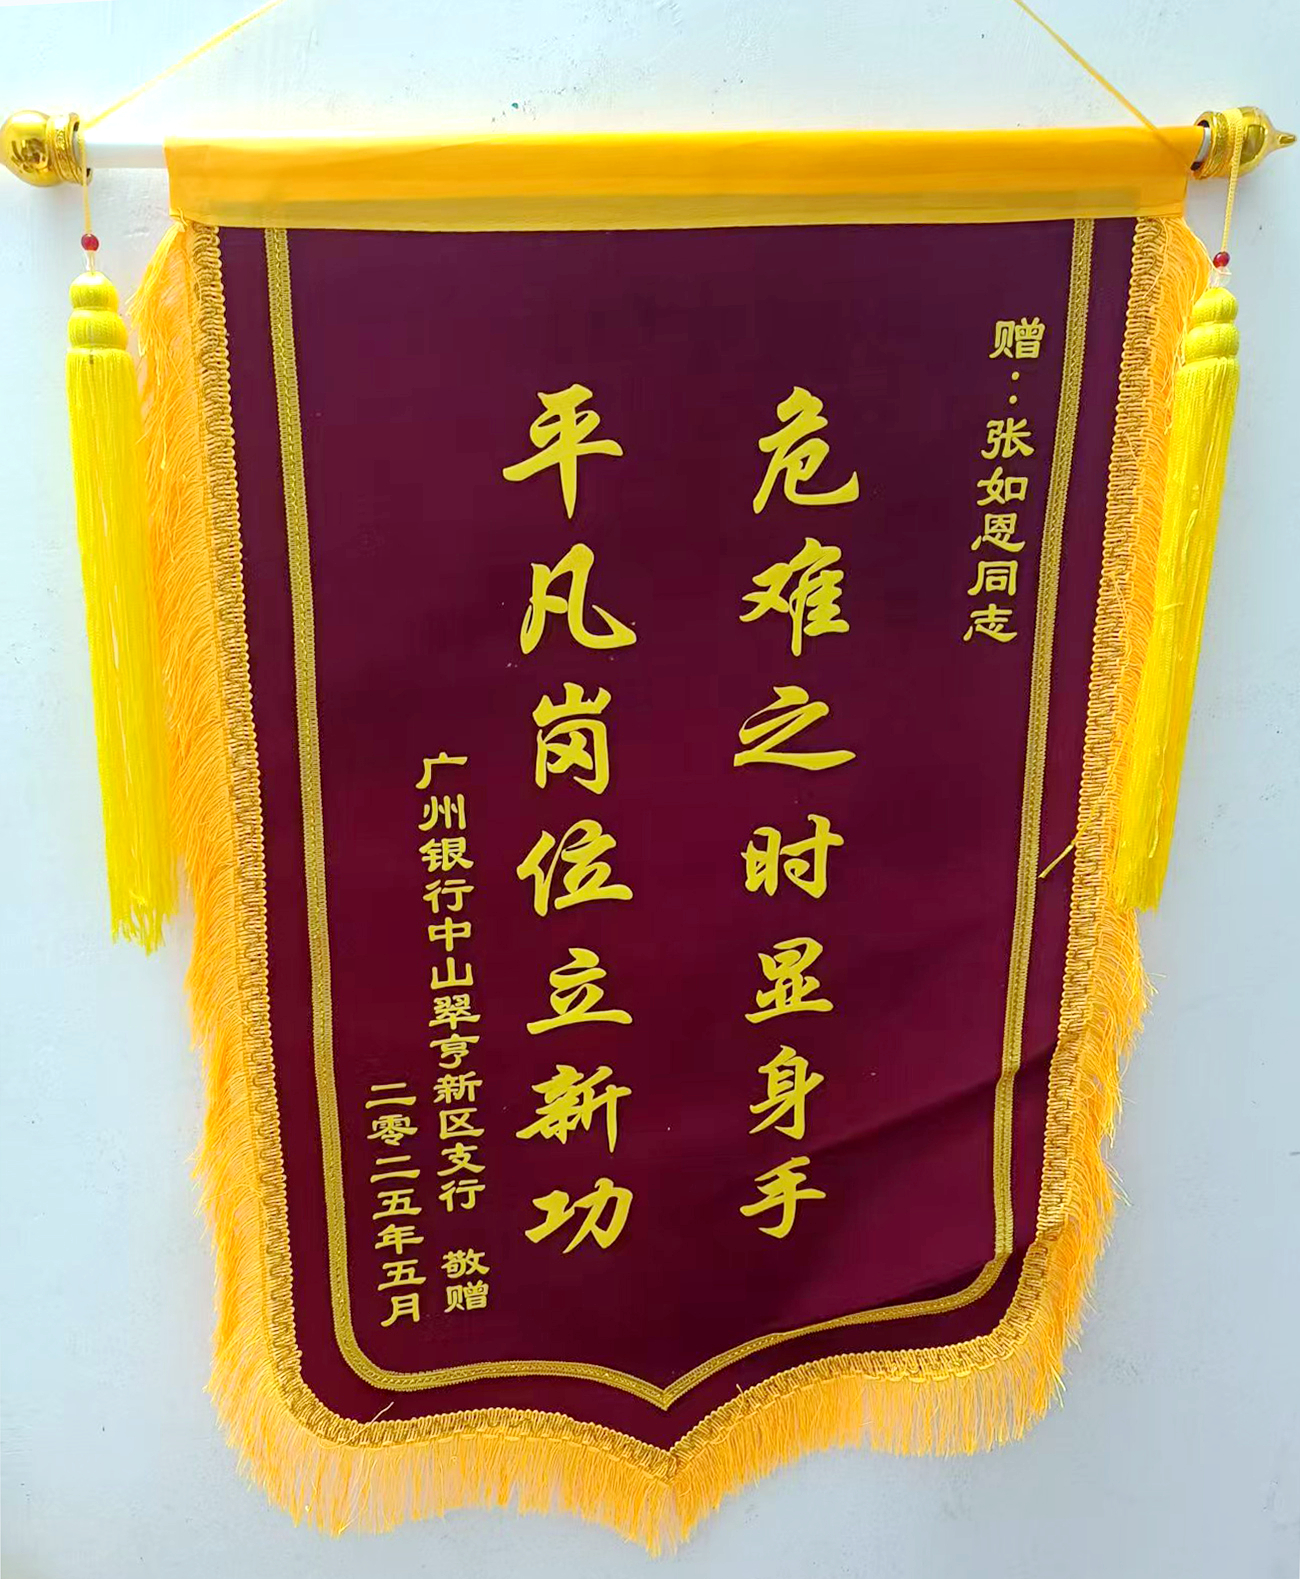 赠：张如恩同志
危难之时显身手
平凡岗位立新功
广州银行中山翠亨新区支行 敬赠
二零二五年五月